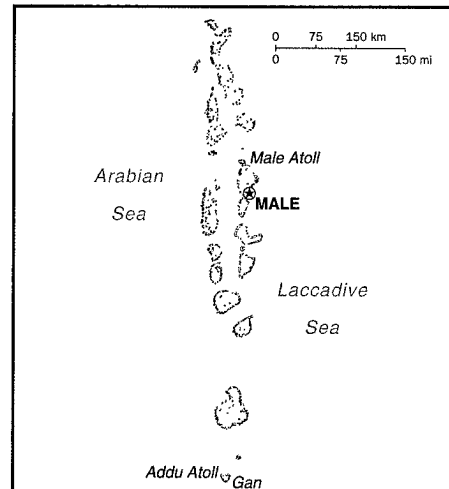 0 75 150 km
0 75 150 mi
Male Atoll
Arabian
Sea
MALE
Laccadive
Sea
Addu Atoll
Gan